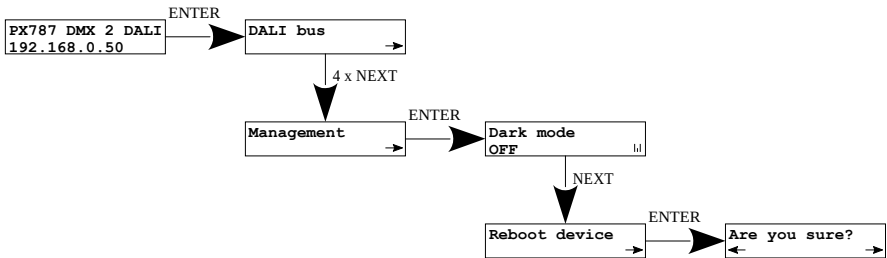 ENTER
PX787 DMX 2 DALI
192.168.0.50
DALI bus
4 x NEXT
ENTER
Management
Dark mode
OFF
NEXT
ENTER
Reboot device
Are you sure?